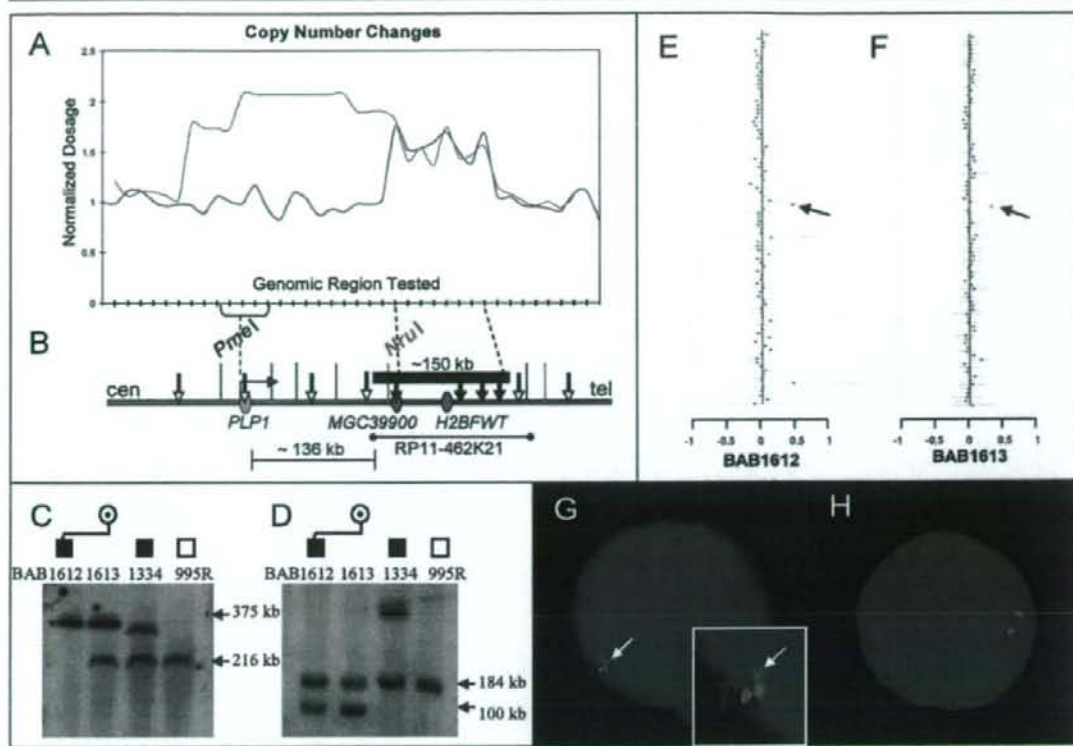 A
Copy Number Changes
Normalized Dosage
2.5
2
1.5
1
0.5
0
Genomic Region Tested
B
PmeI
NruI
~150 kb
cen
tel
PLP1
MGC39900
H2BFWT
~ 136 kb
RP11-462K21
C
BAB1612 1613 1334 995R
375 kb
216 kb
D
BAB1612 1613 1334 995R
184 kb
100 kb
E
-1 -0.5 0 0.5 1
BAB1612
F
-1 -0.5 0 0.5 1
BAB1613
G
H